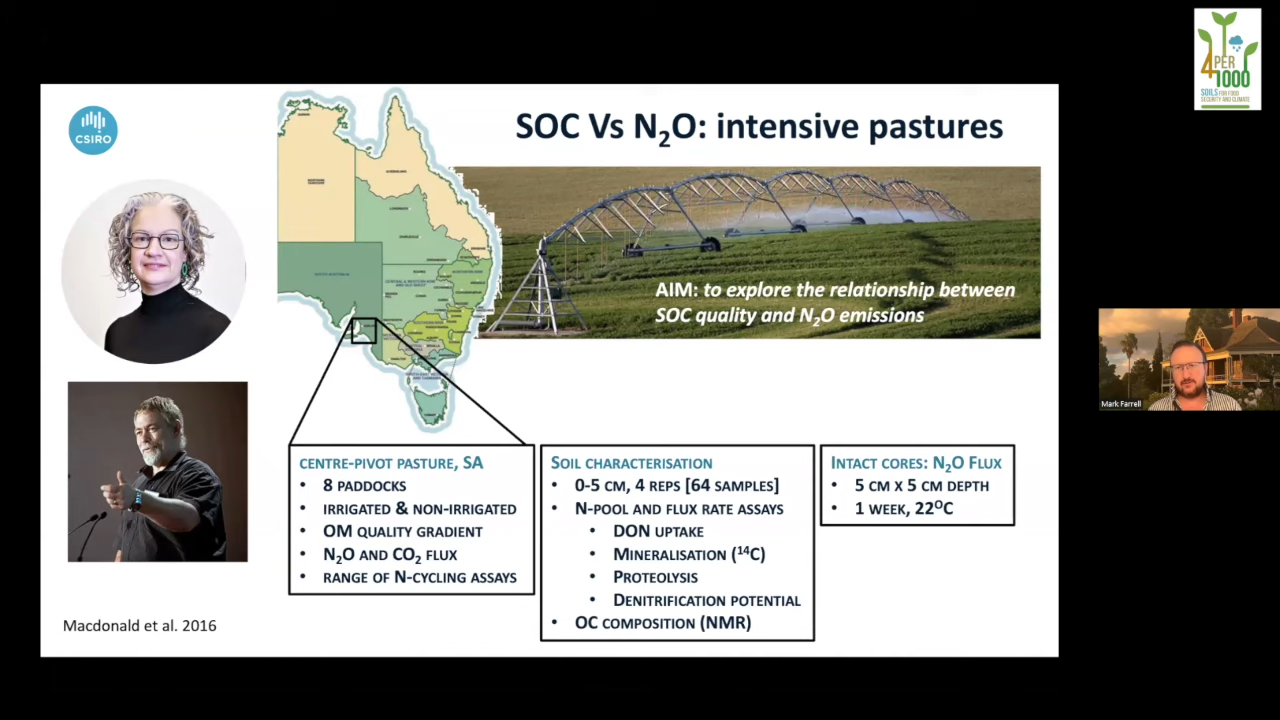 4 PER 1000
SOILS FOR FOOD
SECURITY AND CLIMATE
CSIRO
SOC Vs N₂O: intensive pastures
AIM: to explore the relationship between
SOC quality and N₂O emissions
Mark Farrell
CENTRE-PIVOT PASTURE, SA
• 8 PADDOCKS
• IRRIGATED & NON-IRRIGATED
• OM QUALITY GRADIENT
• N₂O AND CO₂ FLUX
• RANGE OF N-CYCLING ASSAYS
SOIL CHARACTERISATION
• 0-5 CM, 4 REPS [64 SAMPLES]
• N-POOL AND FLUX RATE ASSAYS
• DON UPTAKE
• MINERALISATION (¹⁴C)
• PROTEOLYSIS
• DENITRIFICATION POTENTIAL
• OC COMPOSITION (NMR)
INTACT CORES: N₂O FLUX
• 5 CM X 5 CM DEPTH
• 1 WEEK, 22ᴼC
Macdonald et al. 2016